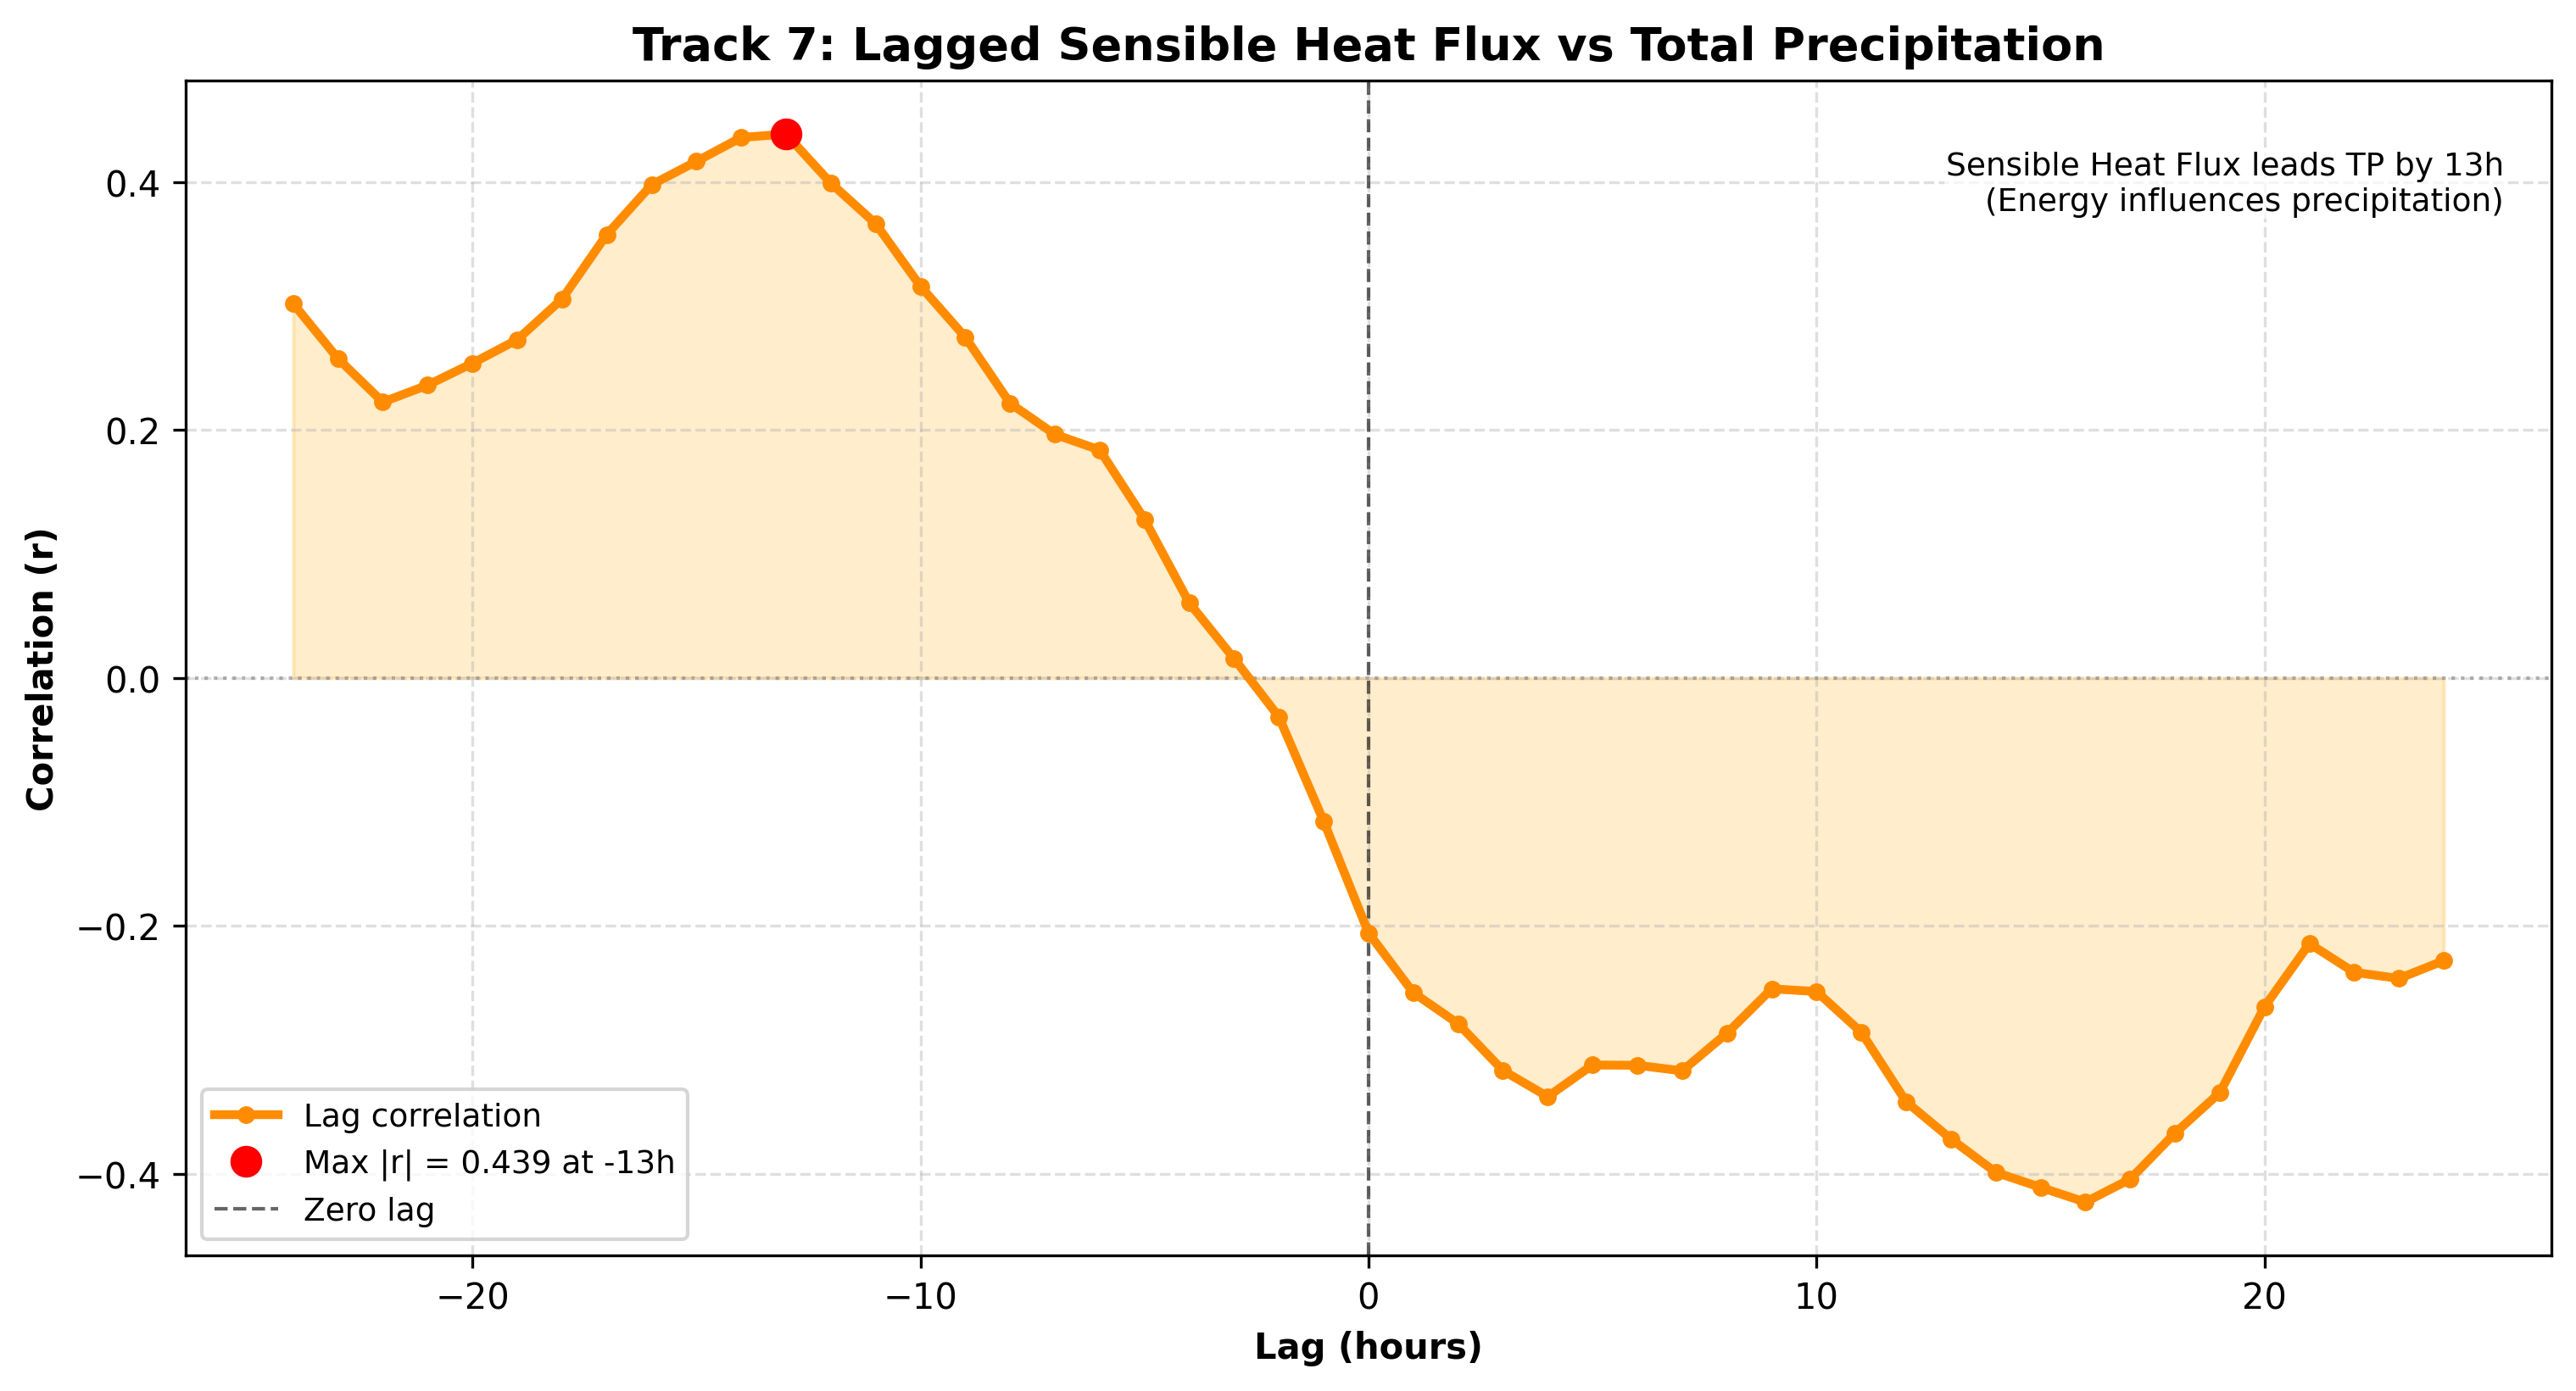 Track 7: Lagged Sensible Heat Flux vs Total Precipitation
Sensible Heat Flux leads TP by 13h
(Energy influences precipitation)
Correlation (r)
0.4
0.2
0.0
−0.2
−0.4
Lag correlation
Max |r| = 0.439 at -13h
Zero lag
−20
−10
0
10
20
Lag (hours)